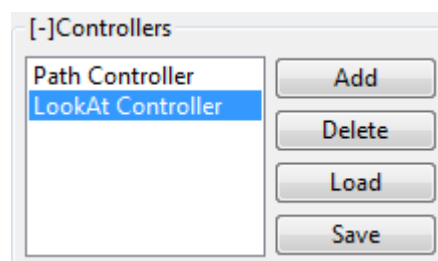 [-]Controllers
Path Controller
LookAt Controller
Add
Delete
Load
Save